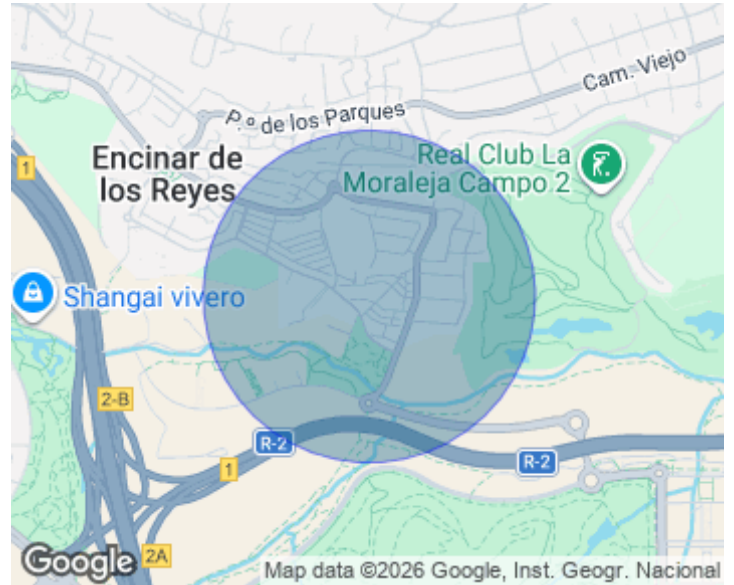 Cam. Viejo
P.º de los Parques
Encinar de
los Reyes
Real Club La
Moraleja Campo 2
1
Shangai vivero
2-B
R-2
1
R-2
2A
Google
Map data ©2026 Google, Inst. Geogr. Nacional